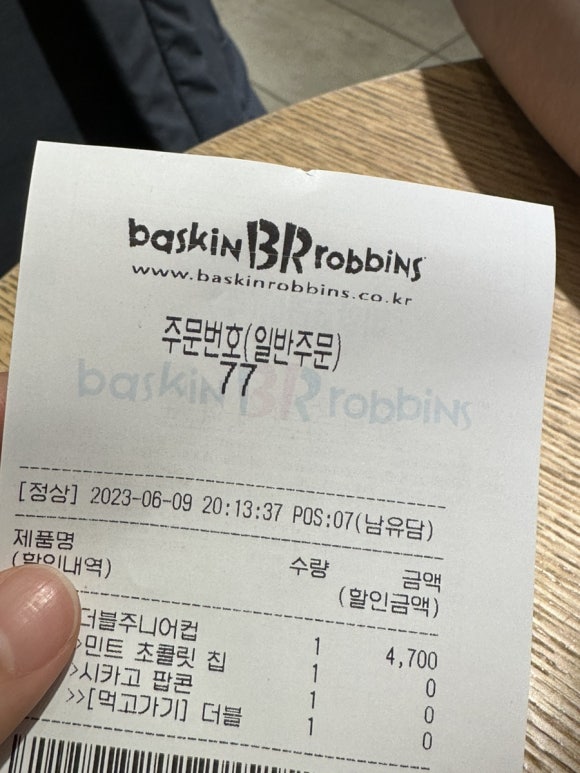 baskin BR robbins
www.baskinrobbins.co.kr
주문번호(일반주문)
77
baskin BR robbins
[정상] 2023-06-09 20:13:37 POS:07(남유담)
제품명 수량 금액
(할인내역) (할인금액)
더블주니어컵 1 4,700
>민트 초콜릿 칩 1 0
>시카고 팝콘 1 0
>>[먹고가기] 더블 1 0